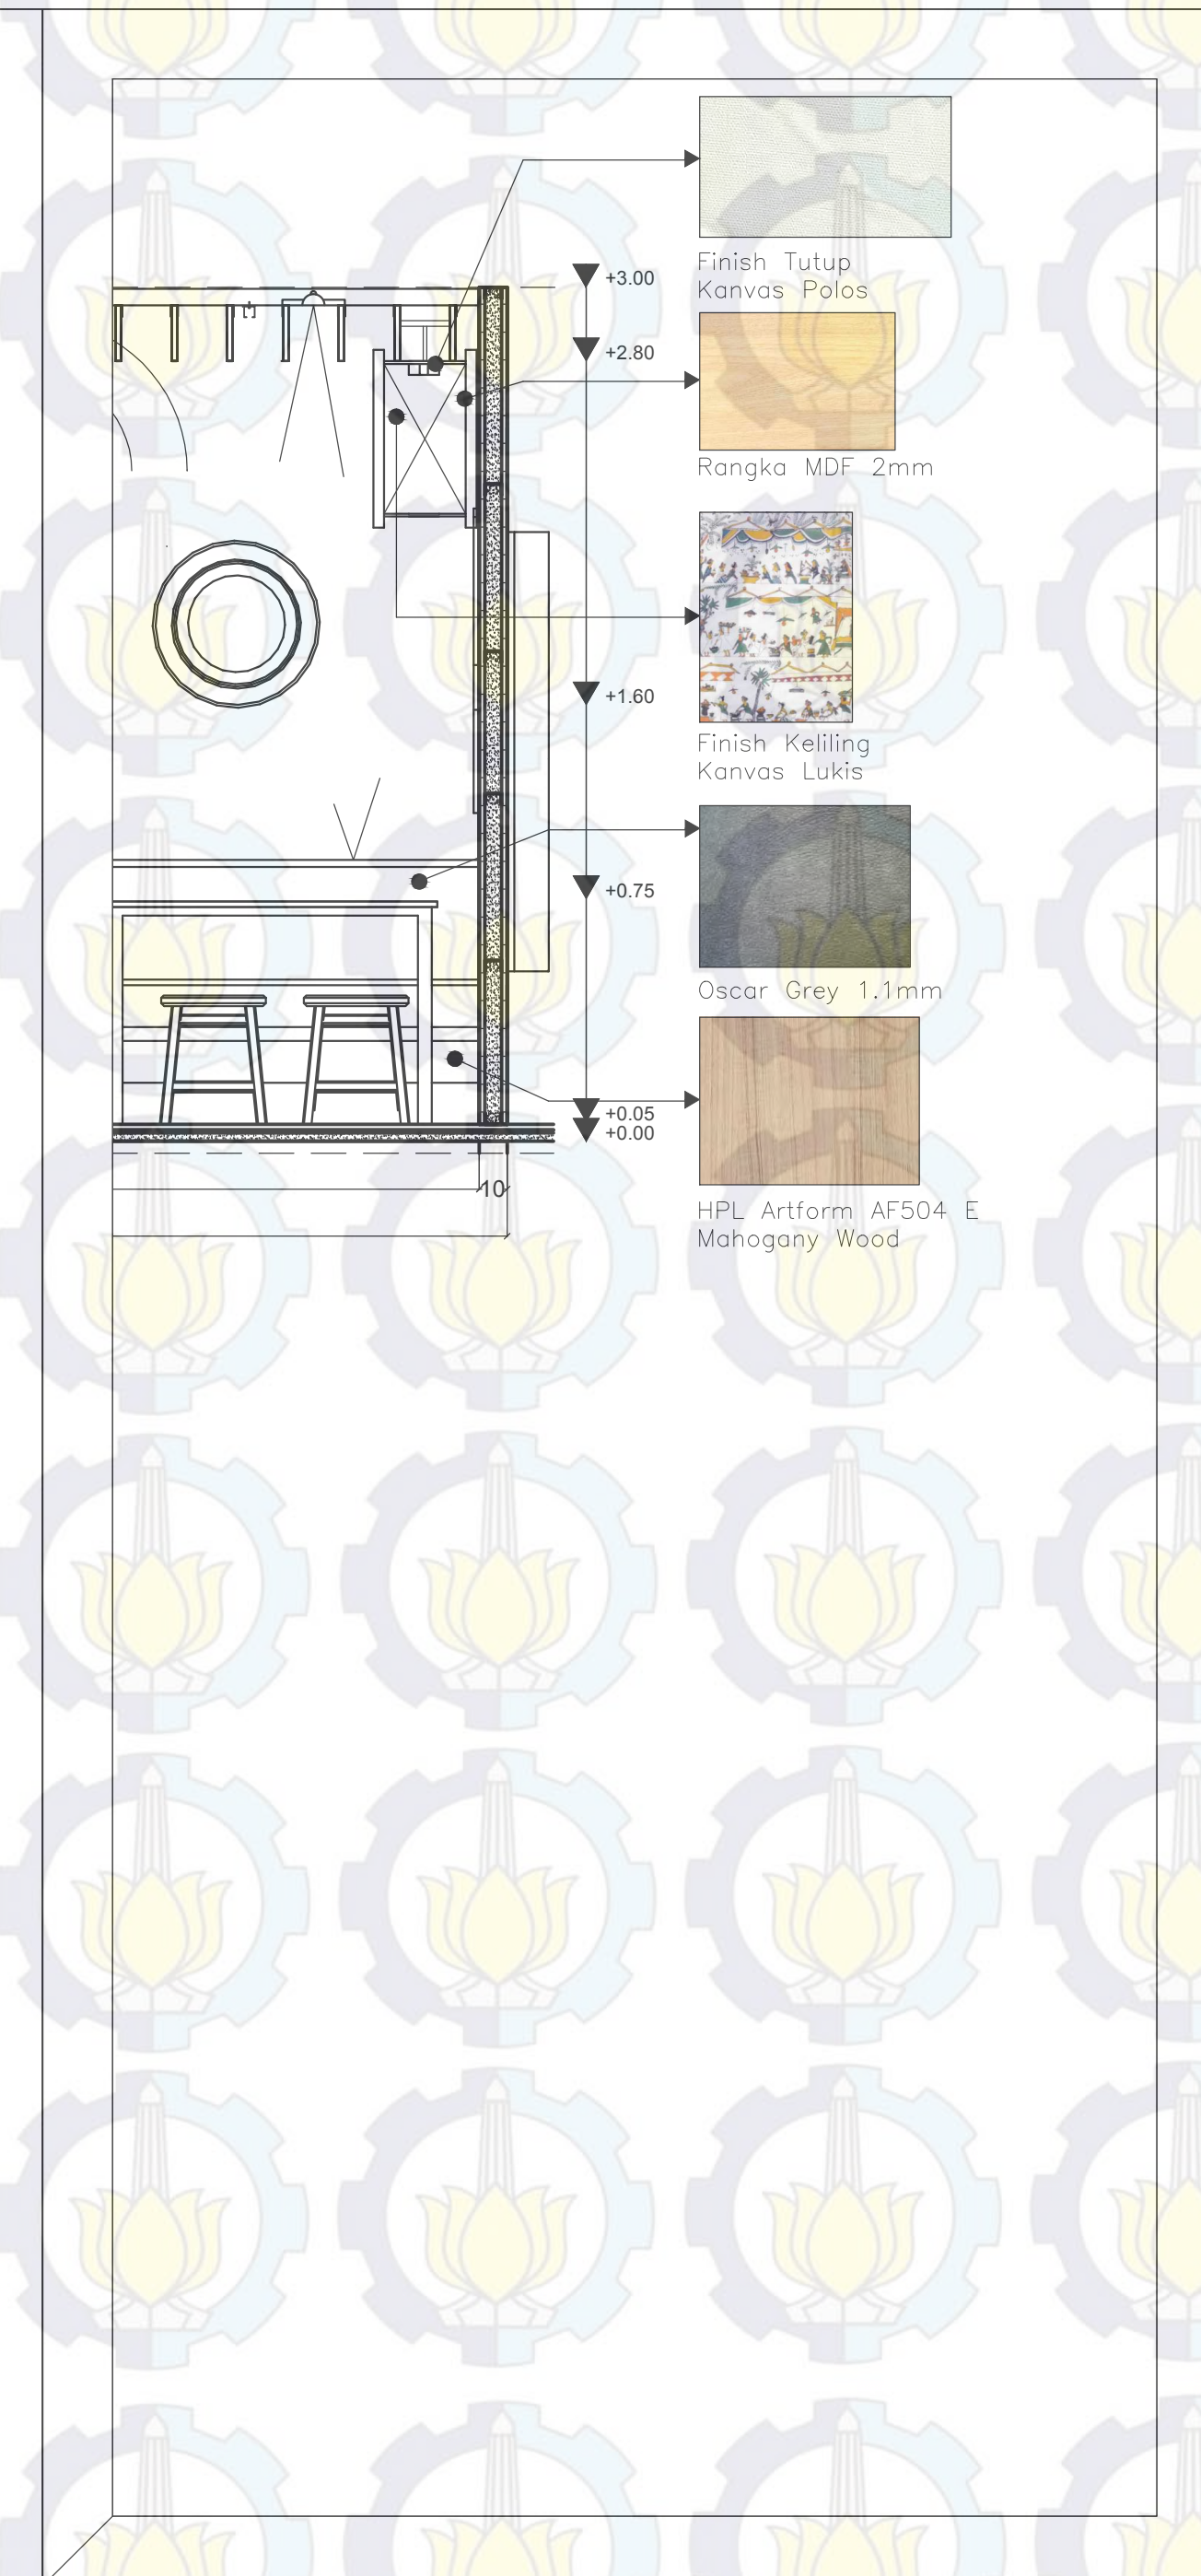 Finish Tutup
Kanvas Polos
+3.00
+2.80
Rangka MDF 2mm
+1.60
Finish Keliling
Kanvas Lukis
+0.75
Oscar Grey 1.1mm
+0.05
+0.00
10
HPL Artform AF504 E
Mahogany Wood